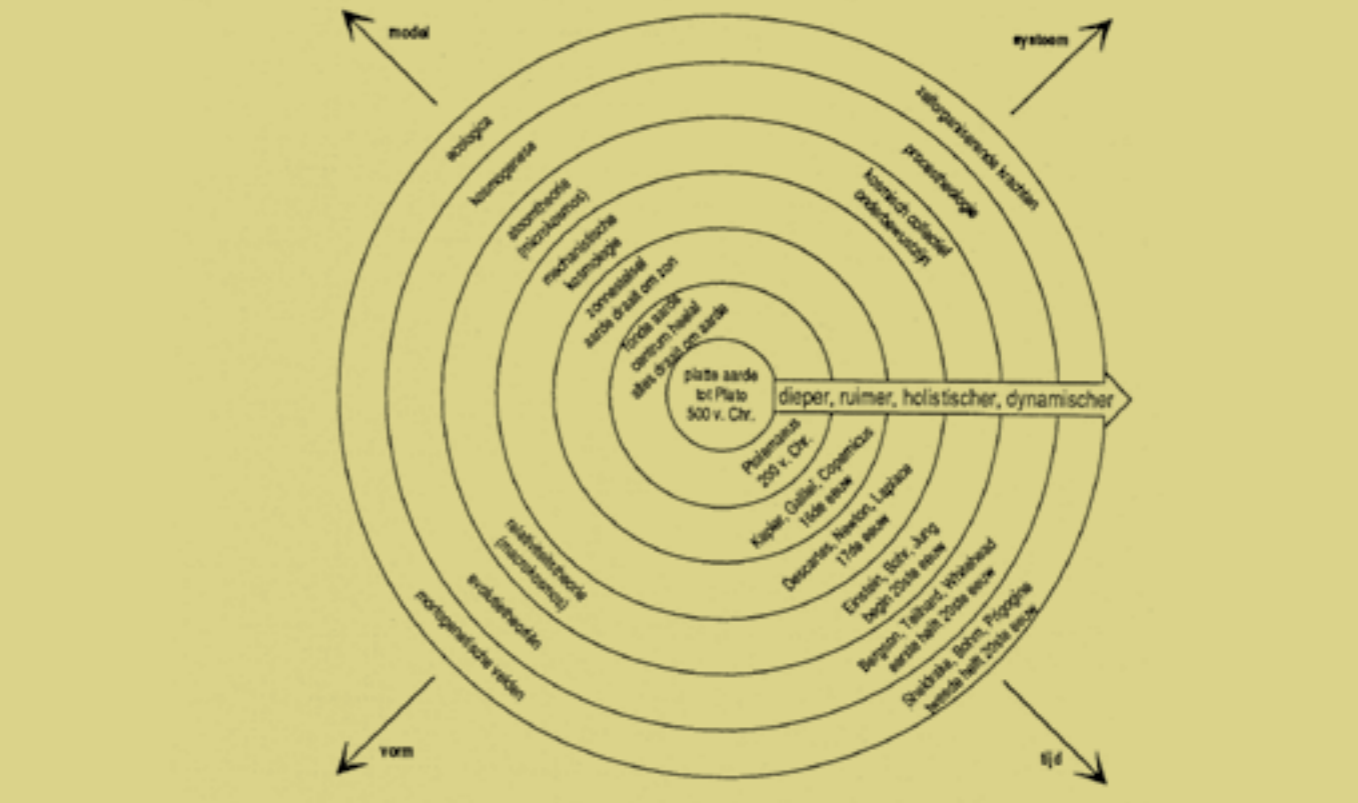 model
systeem
ecologica
kosmogenese
atoomtheorie
(microkosmos)
mechanistische
kosmologie
zonnestelsel
aarde draait om zon
ronde aarde
centrum heelal
alles draait om aarde
zelforganiserende krachten
procestheologie
kosmisch collectief
onderbewustzijn
platte aarde
tot Plato
500 v. Chr.
dieper, ruimer, holistischer, dynamischer
Ptolemaeus
200 v. Chr.
Kepler, Galileï, Copernicus
16de eeuw
Descartes, Newton, Laplace
17de eeuw
Einstein, Bohr, Jung
begin 20ste eeuw
Bergson, Teilhard, Whitehead
eerste helft 20ste eeuw
Sheldrake, Bohm, Prigogine
tweede helft 20ste eeuw
relativiteitstheorie
(macrokosmos)
evolutietheoriën
morfogenetische velden
vorm
tijd